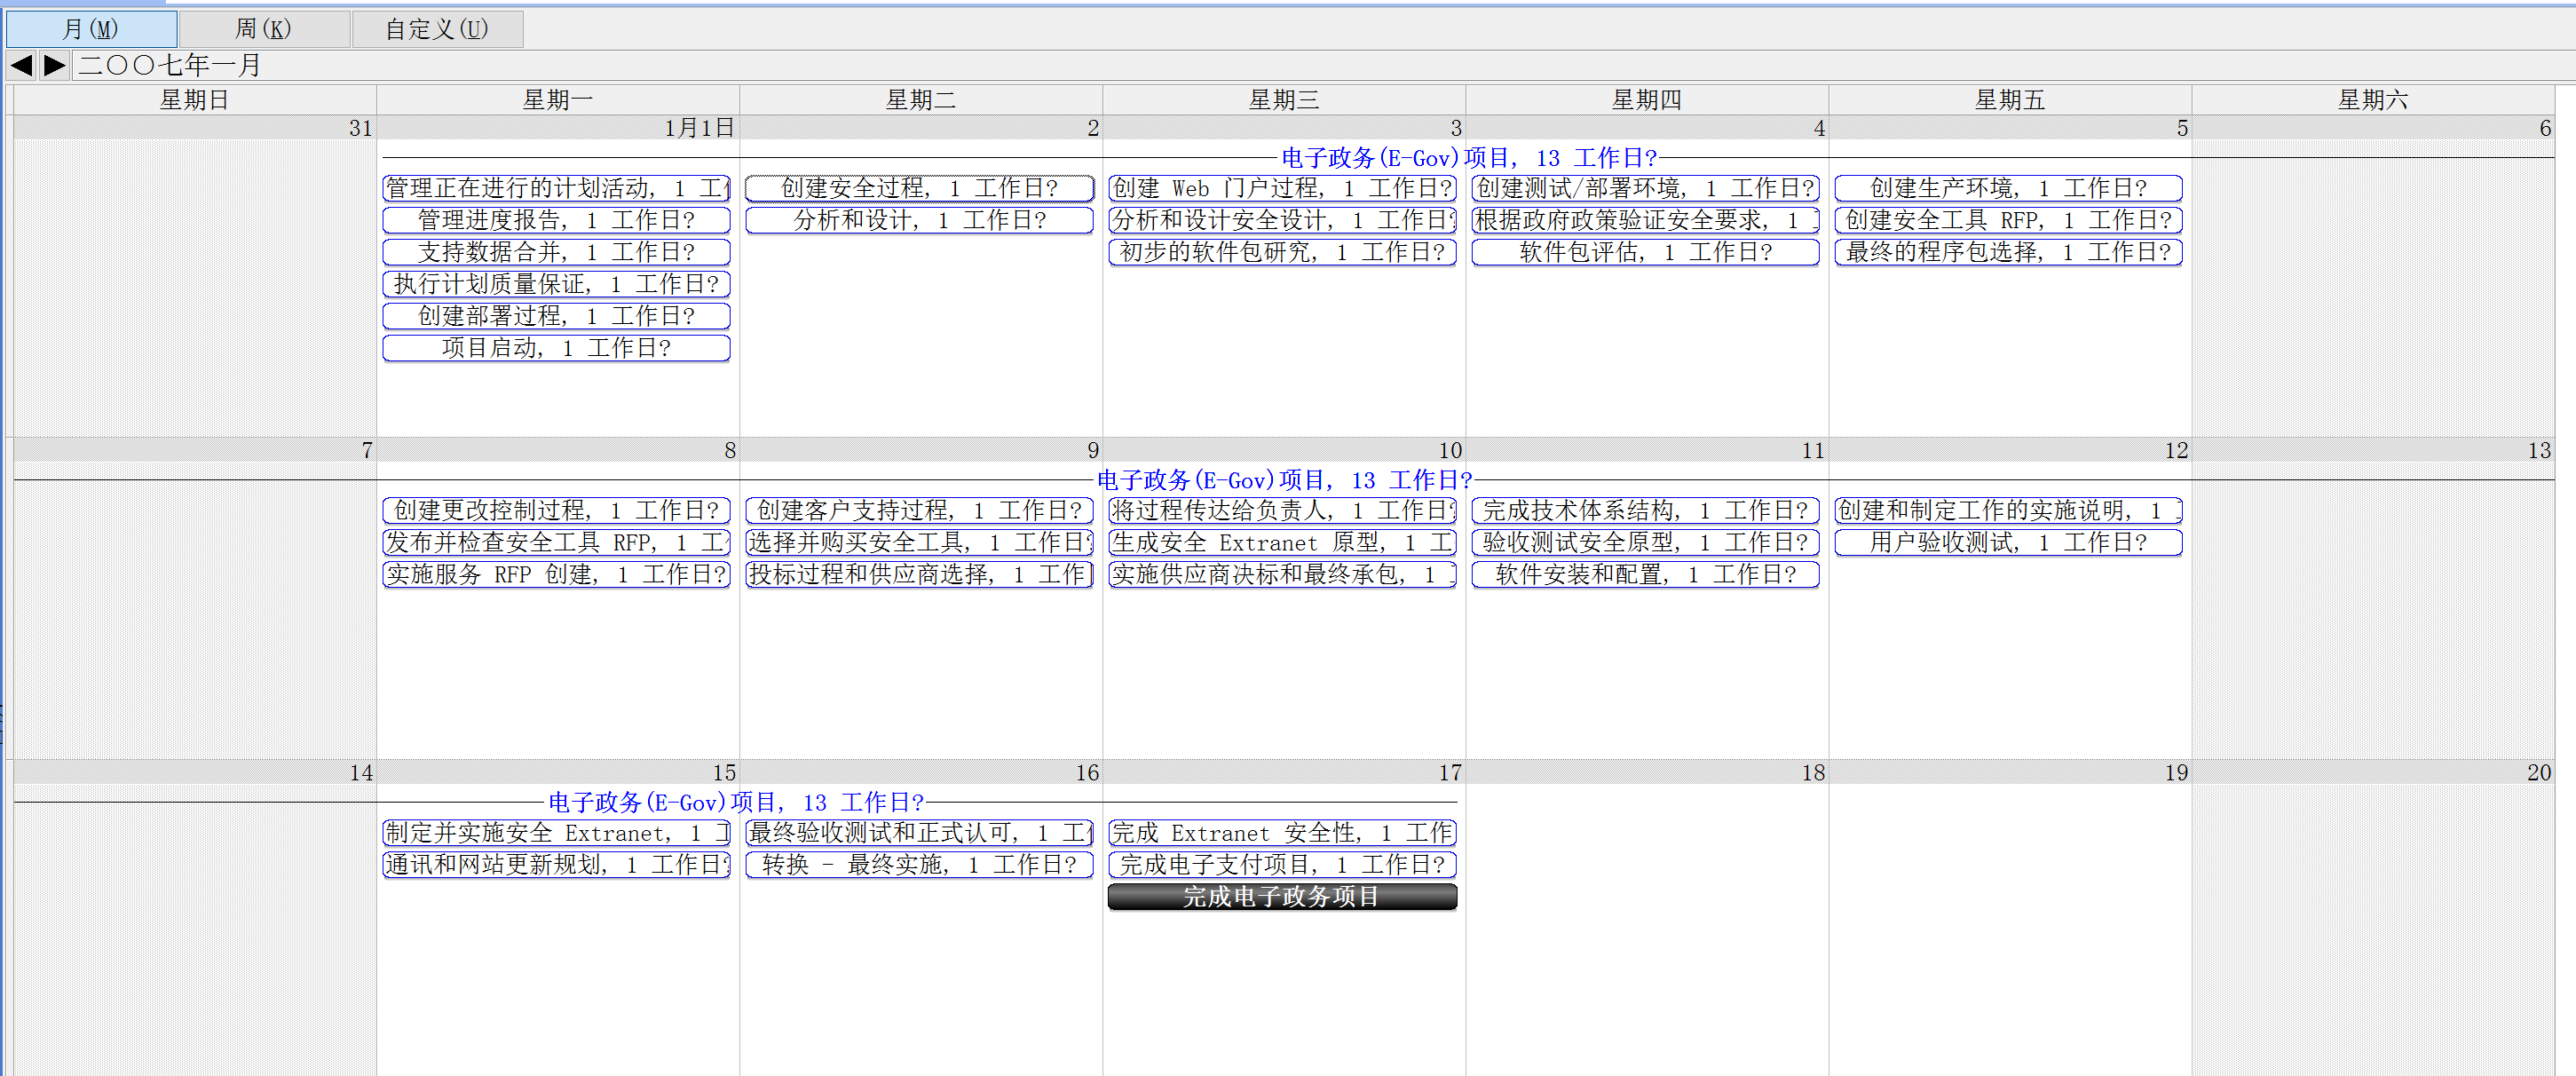 月(M) 周(K) 自定义(U)
二〇〇七年一月
星期日 星期一 星期二 星期三 星期四 星期五 星期六
31 1月1日 2 3 4 5 6
电子政务(E-Gov)项目, 13 工作日?
管理正在进行的计划活动, 1 工 创建安全过程, 1 工作日? 创建 Web 门户过程, 1 工作日? 创建测试/部署环境, 1 工作日? 创建生产环境, 1 工作日?
管理进度报告, 1 工作日? 分析和设计, 1 工作日? 分析和设计安全设计, 1 工作日? 根据政府政策验证安全要求, 1 创建安全工具 RFP, 1 工作日?
支持数据合并, 1 工作日? 初步的软件包研究, 1 工作日? 软件包评估, 1 工作日? 最终的程序包选择, 1 工作日?
执行计划质量保证, 1 工作日?
创建部署过程, 1 工作日?
项目启动, 1 工作日?
7 8 9 10 11 12 13
电子政务(E-Gov)项目, 13 工作日?
创建更改控制过程, 1 工作日? 创建客户支持过程, 1 工作日? 将过程传达给负责人, 1 工作日? 完成技术体系结构, 1 工作日? 创建和制定工作的实施说明, 1
发布并检查安全工具 RFP, 1 工 选择并购买安全工具, 1 工作日? 生成安全 Extranet 原型, 1 工 验收测试安全原型, 1 工作日? 用户验收测试, 1 工作日?
实施服务 RFP 创建, 1 工作日? 投标过程和供应商选择, 1 工作 实施供应商决标和最终承包, 1 软件安装和配置, 1 工作日?
14 15 16 17 18 19 20
电子政务(E-Gov)项目, 13 工作日?
制定并实施安全 Extranet, 1 工 最终验收测试和正式认可, 1 工 完成 Extranet 安全性, 1 工作
通讯和网站更新规划, 1 工作日? 转换 - 最终实施, 1 工作日? 完成电子支付项目, 1 工作日?
完成电子政务项目